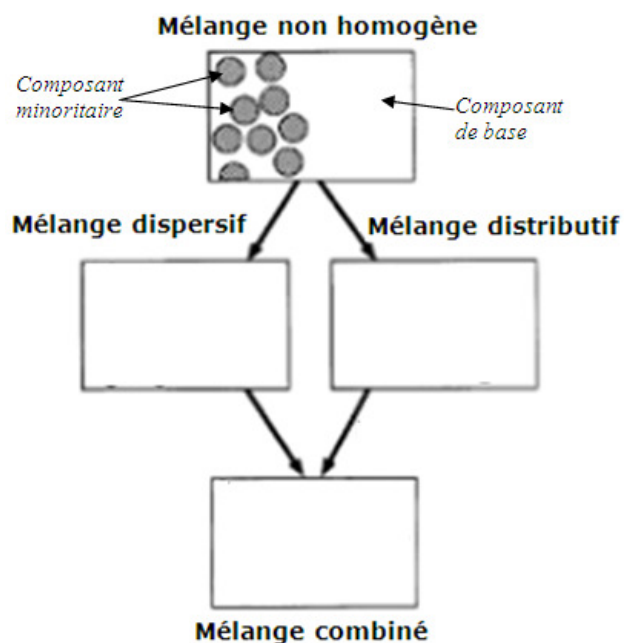 Mélange non homogène
Composant
minoritaire
Composant
de base
Mélange dispersif
Mélange distributif
Mélange combiné